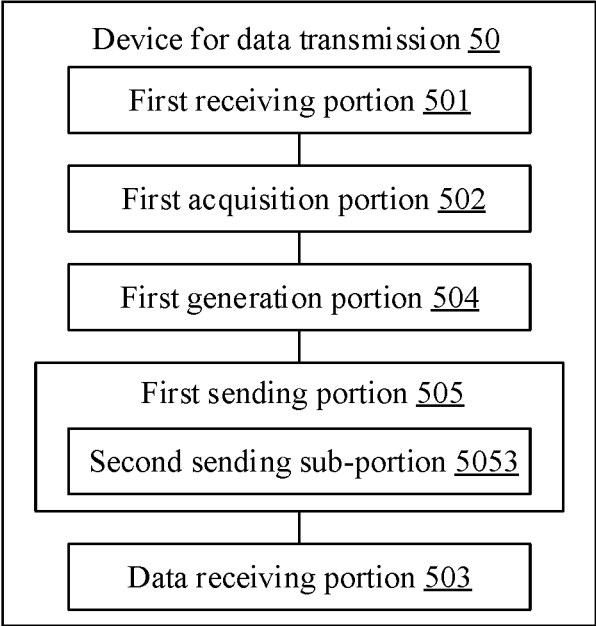 Device for data transmission 50
First receiving portion 501
First acquisition portion 502
First generation portion 504
First sending portion 505
Second sending sub-portion 5053
Data receiving portion 503